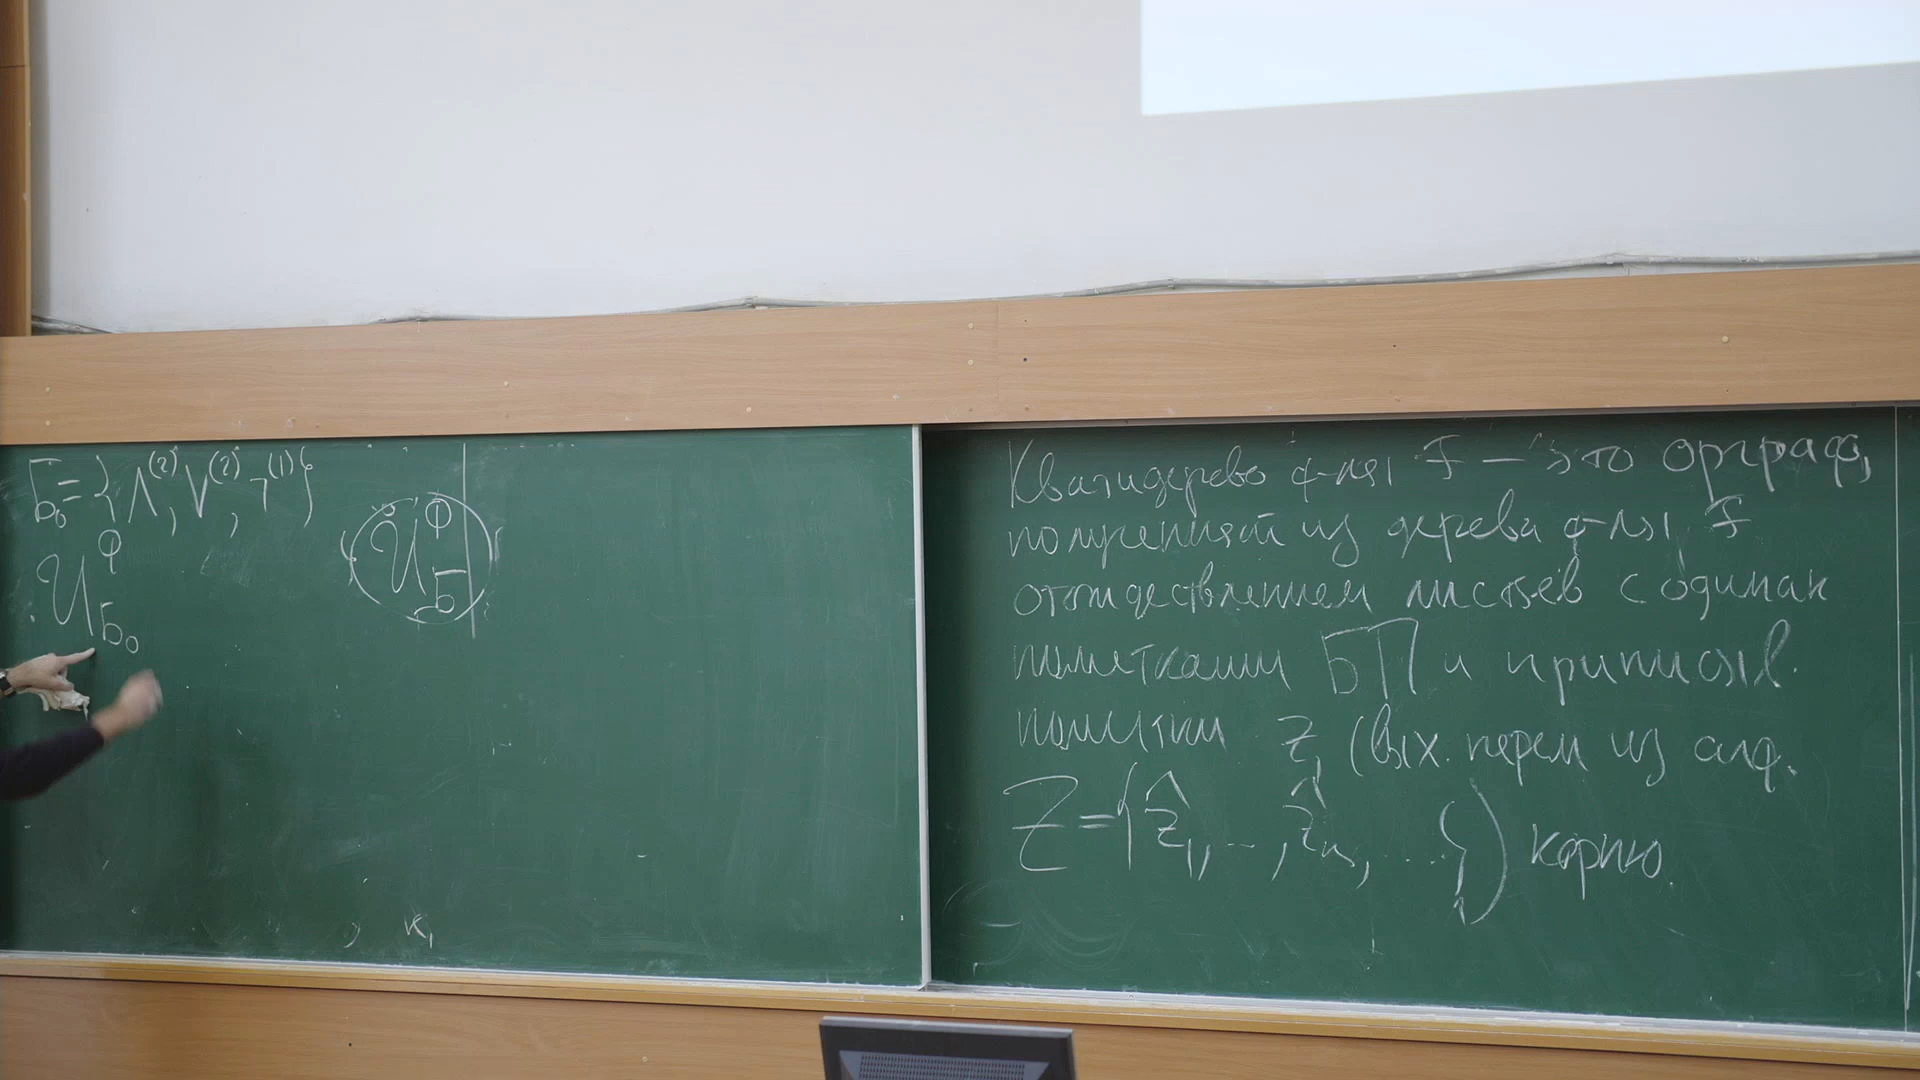 Б₀ = {Λ⁽²⁾, V⁽²⁾, ¬⁽¹⁾}
𝒰^Φ_Б₀
𝒰^Φ_Б
κ₁
Квазидерево ф-лы F – это орграф,
полученный из дерева ф-лы F
отождествлением листьев с одинак
пометками БП и приписыв.
пометки z₁ (вых. перем из алф.
Z = {ẑ₁, ..., ẑₙ, ...}) корню.